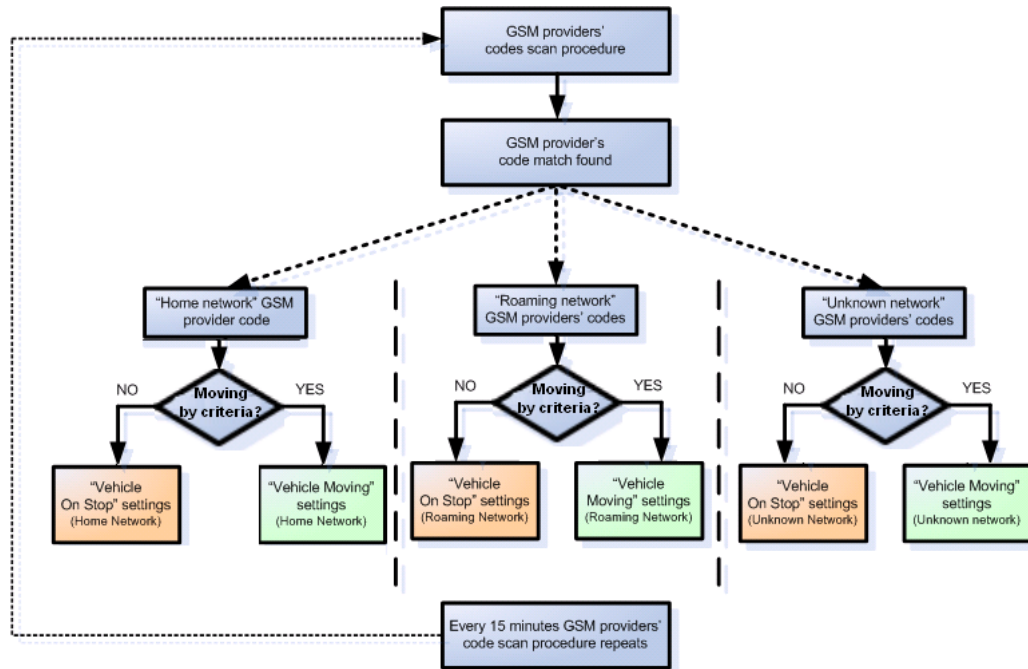 GSM providers'
codes scan procedure
GSM provider's
code match found
“Home network” GSM
provider code
“Roaming network”
GSM providers' codes
“Unknown network”
GSM providers' codes
NO
Moving
by criteria?
YES
NO
Moving
by criteria?
YES
NO
Moving
by criteria?
YES
“Vehicle
On Stop” settings
(Home Network)
“Vehicle Moving”
settings
(Home Network)
“Vehicle
On Stop” settings
(Roaming Network)
“Vehicle
Moving” settings
(Roaming Network)
“Vehicle
On Stop” settings
(Unknown Network)
“Vehicle Moving”
settings
(Unknown network)
Every 15 minutes GSM providers'
code scan procedure repeats